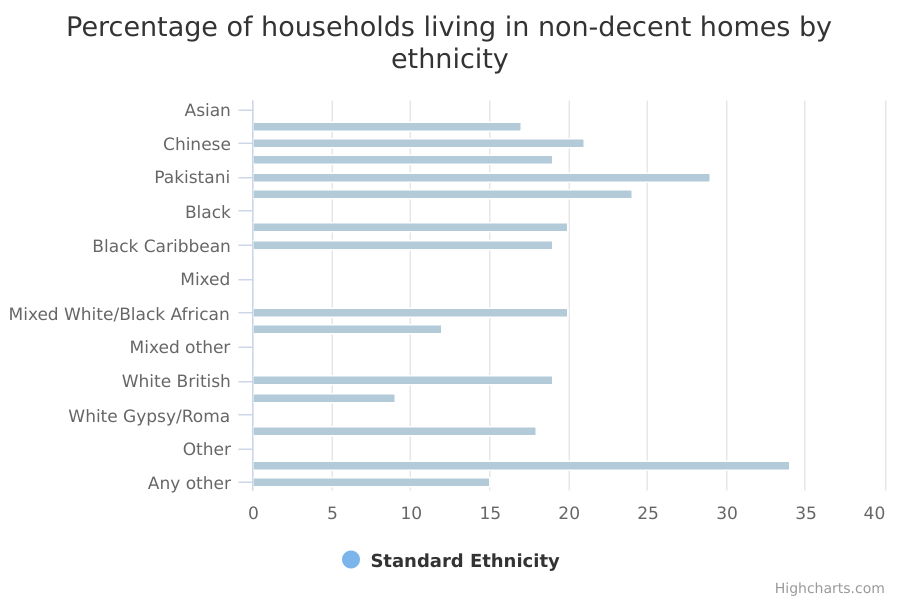 Percentage of households living in non-decent homes by
ethnicity
Asian
Chinese
Pakistani
Black
Black Caribbean
Mixed
Mixed White/Black African
Mixed other
White British
White Gypsy/Roma
Other
Any other
0 5 10 15 20 25 30 35 40
Standard Ethnicity
Highcharts.com